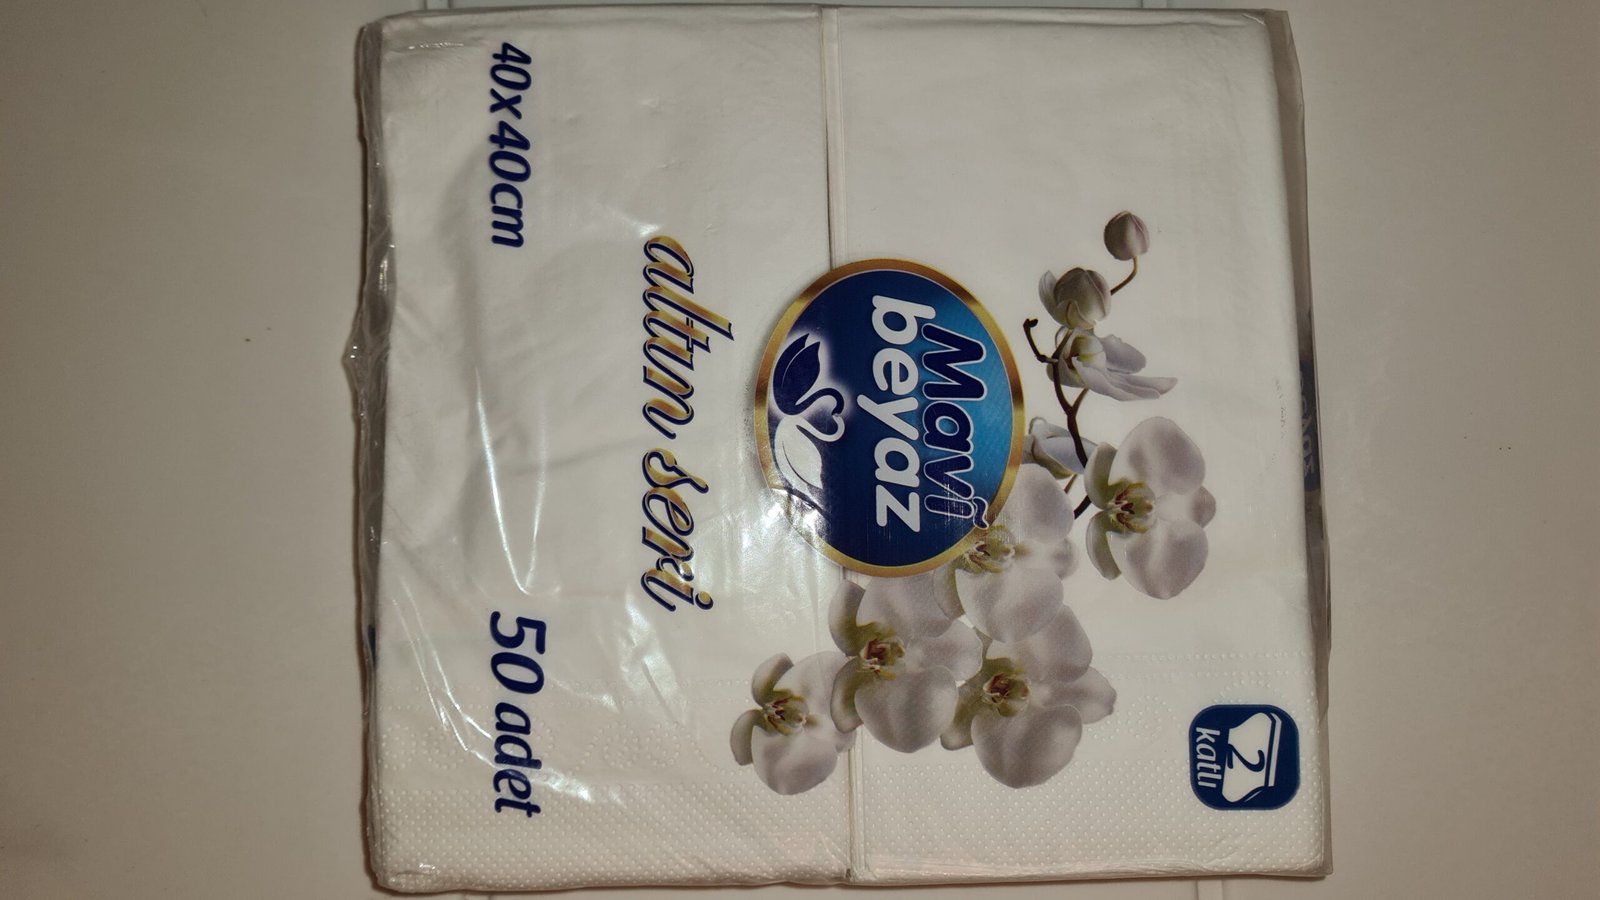 2
katlı
Mavi
beyaz
altın seri
40x40cm
50 adet